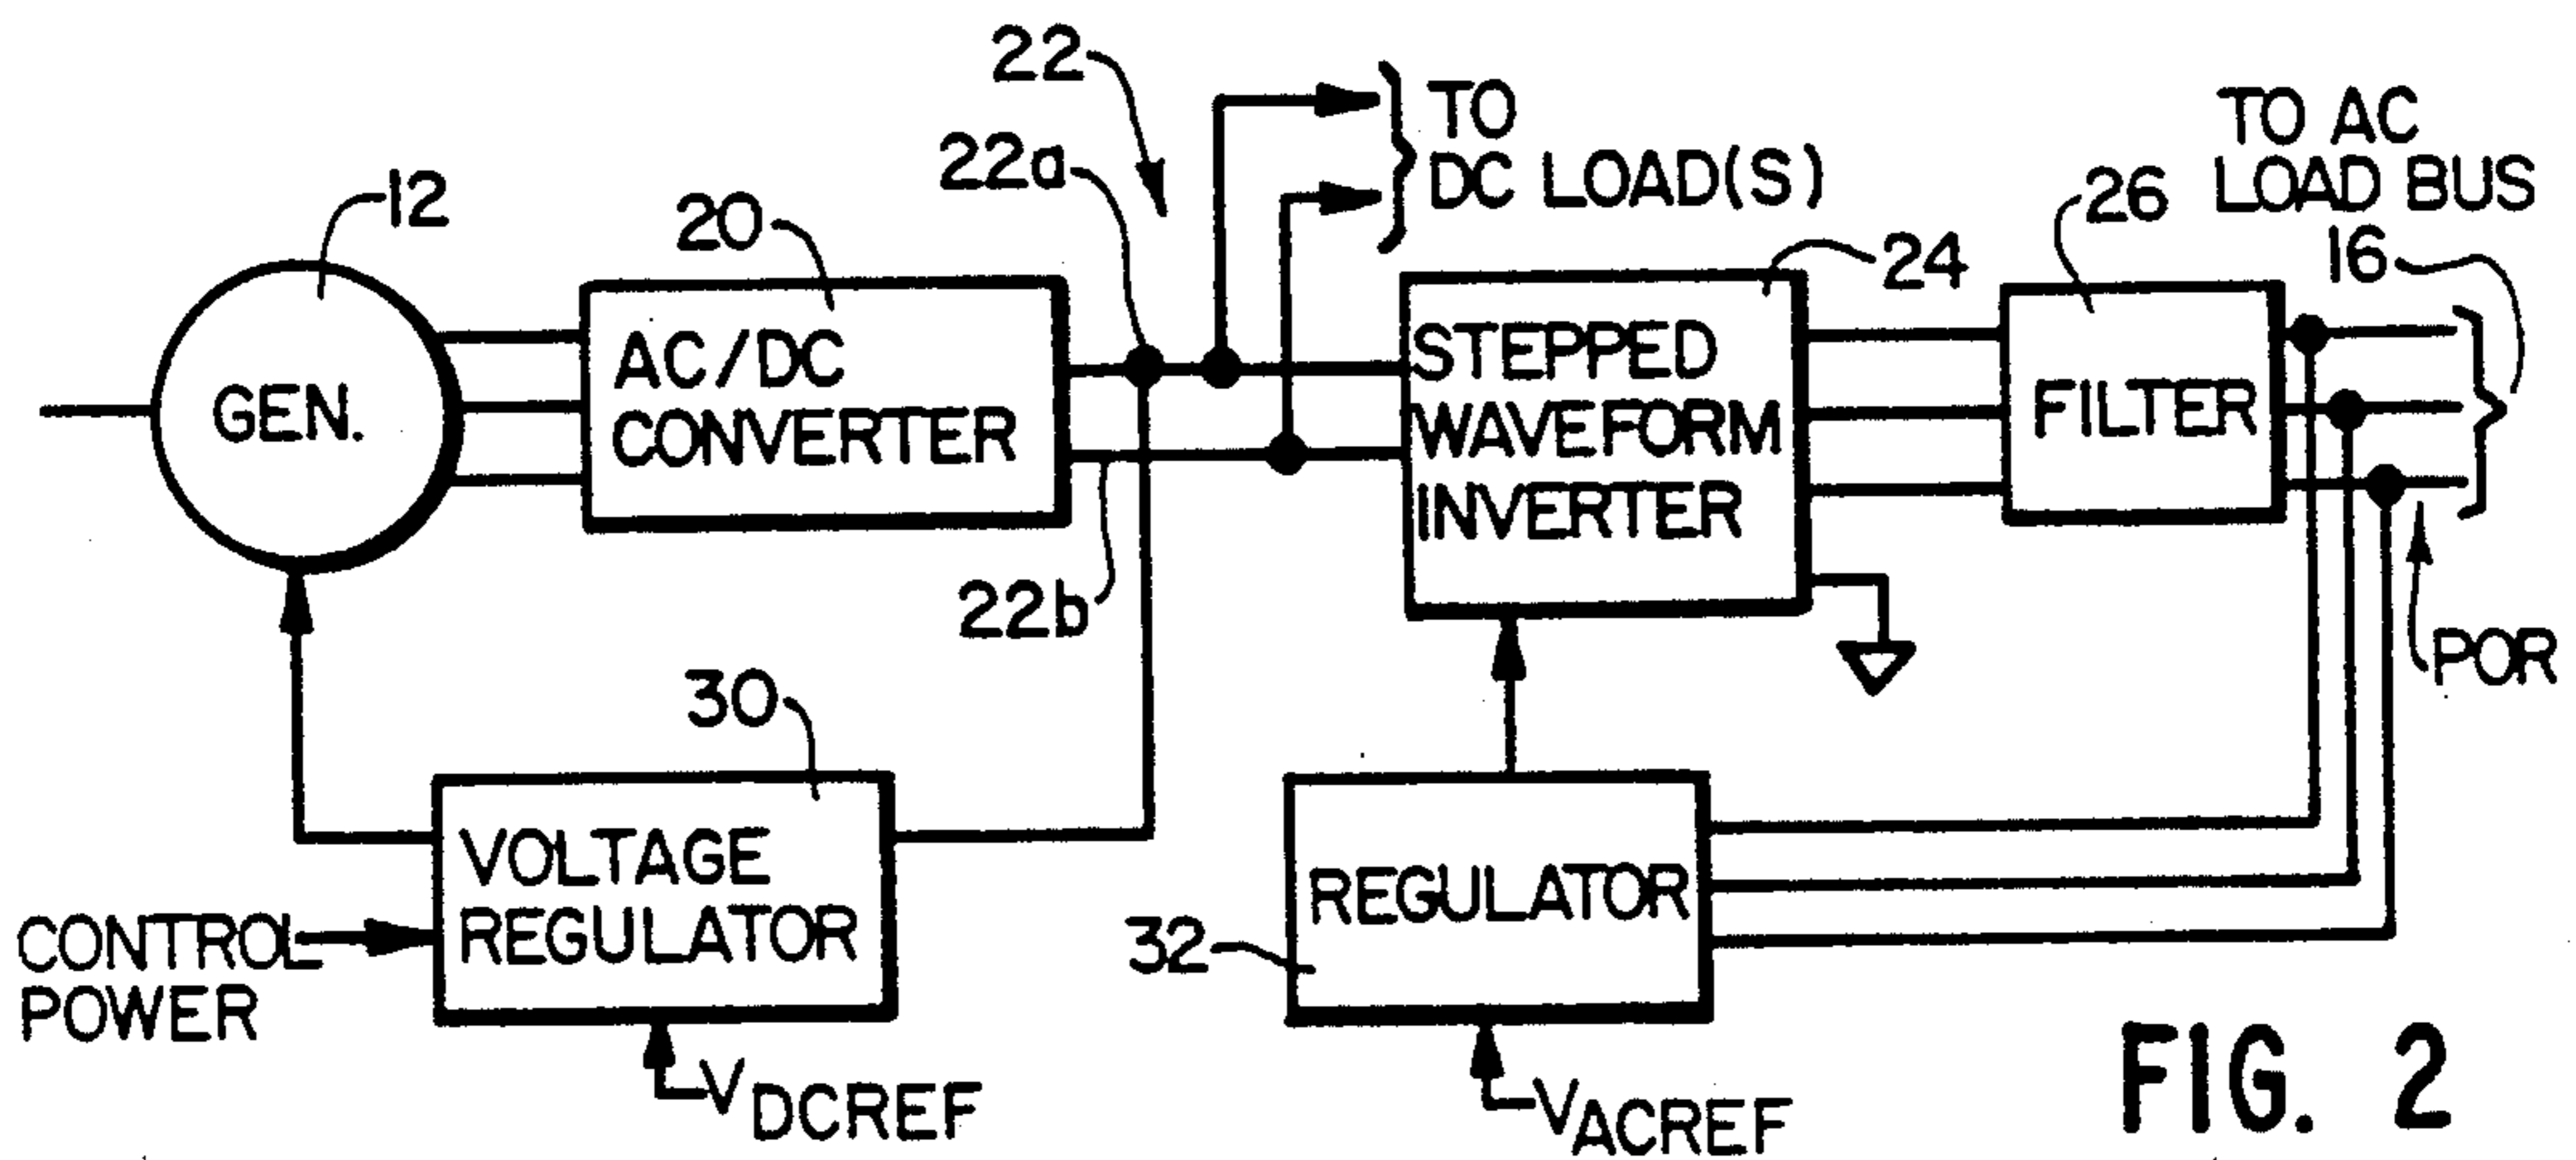 22
TO
DC LOAD(S)
TO AC
LOAD BUS
22a
12
20
26
24
16
GEN.
AC/DC
CONVERTER
STEPPED
WAVEFORM
INVERTER
FILTER
22b
POR
30
VOLTAGE
REGULATOR
REGULATOR
32
CONTROL
POWER
VDCREF
VACREF
FIG. 2